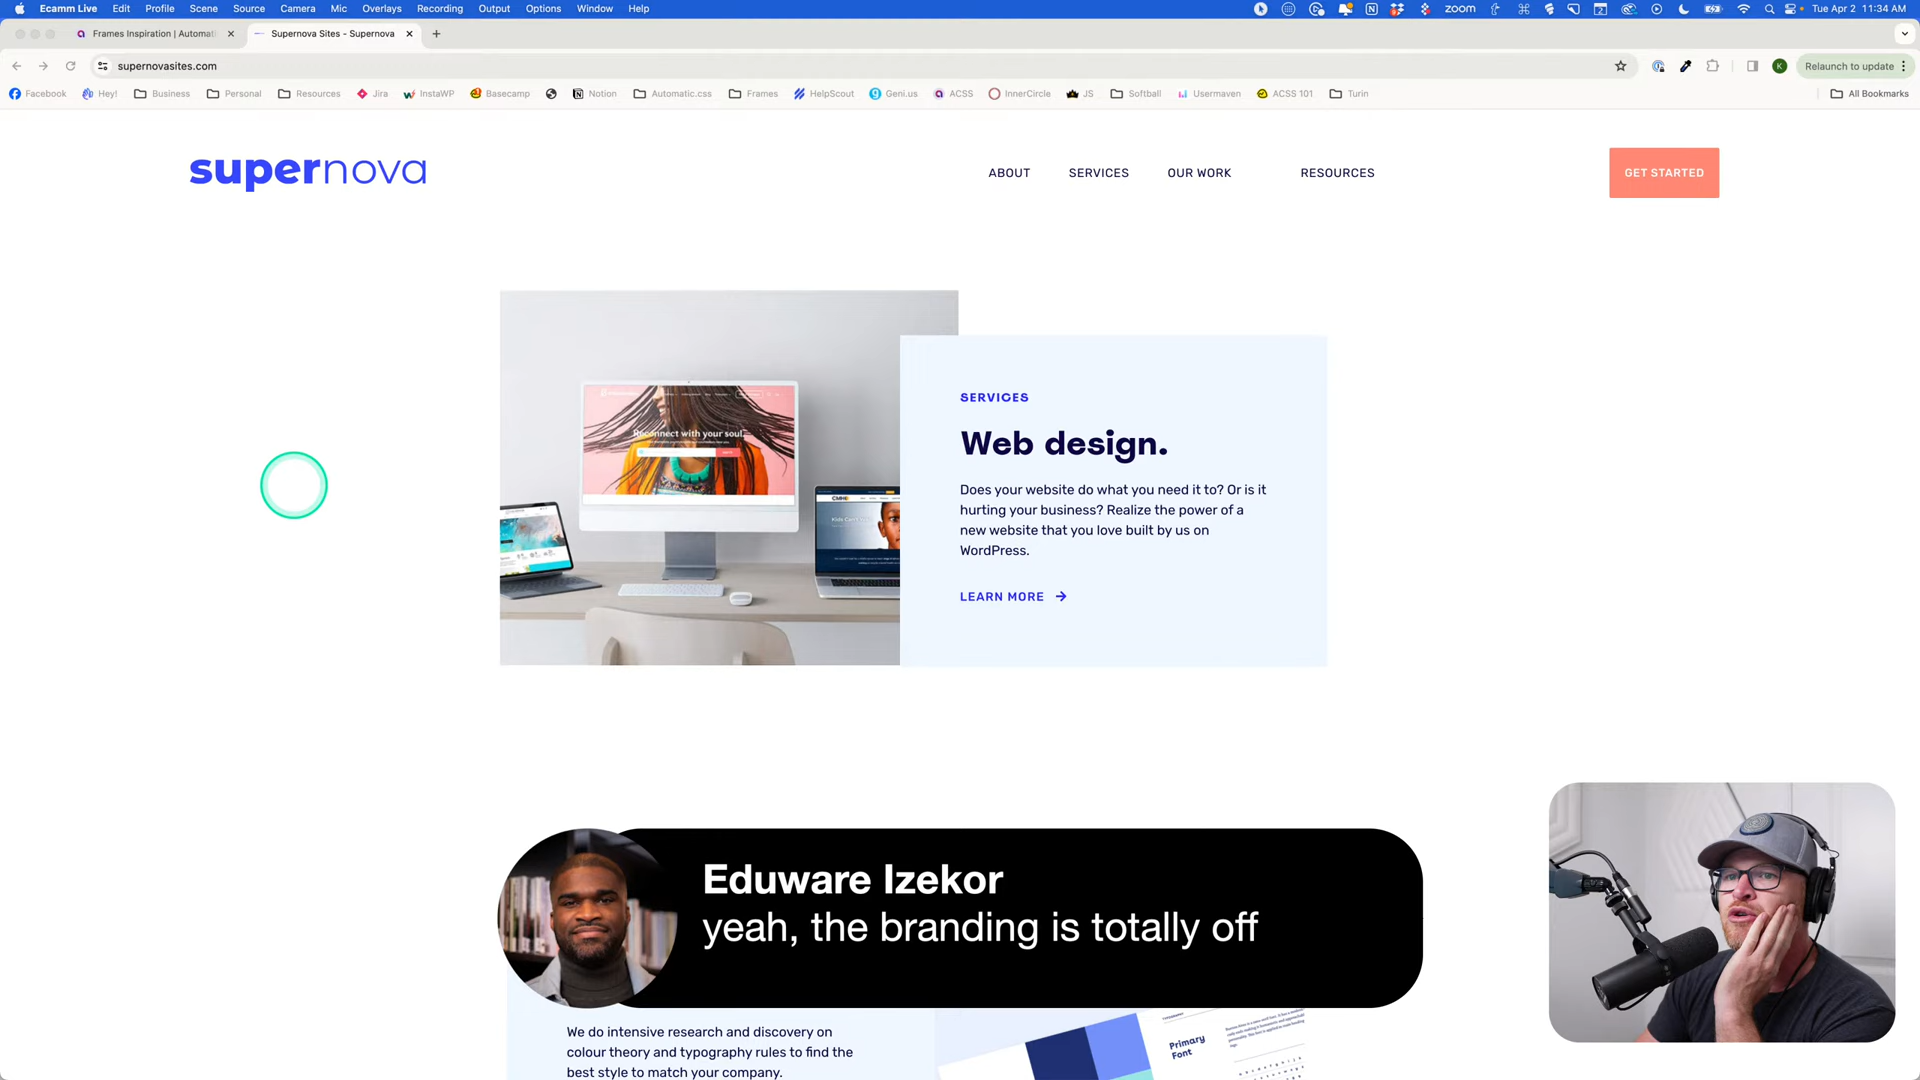 Ecamm Live Edit Profile Scene Source Camera Mic Overlays Recording Output Options Window Help
zoom
Tue Apr 2 11:34 AM
Frames Inspiration | Automat
Supernova Sites - Supernova
supernovasites.com
Relaunch to update
Facebook Hey! Business Personal Resources Jira InstaWP Basecamp Notion Automatic.css Frames HelpScout Geni.us ACSS InnerCircle JS Softball Usermaven ACSS 101 Turin All Bookmarks
supernova
ABOUT SERVICES OUR WORK RESOURCES
GET STARTED
Reconnect with your soul.
SERVICES
Web design.
Does your website do what you need it to? Or is it
hurting your business? Realize the power of a
new website that you love built by us on
WordPress.
LEARN MORE
Eduware Izekor
yeah, the branding is totally off
We do intensive research and discovery on
colour theory and typography rules to find the
best style to match your company.
Primary
Font